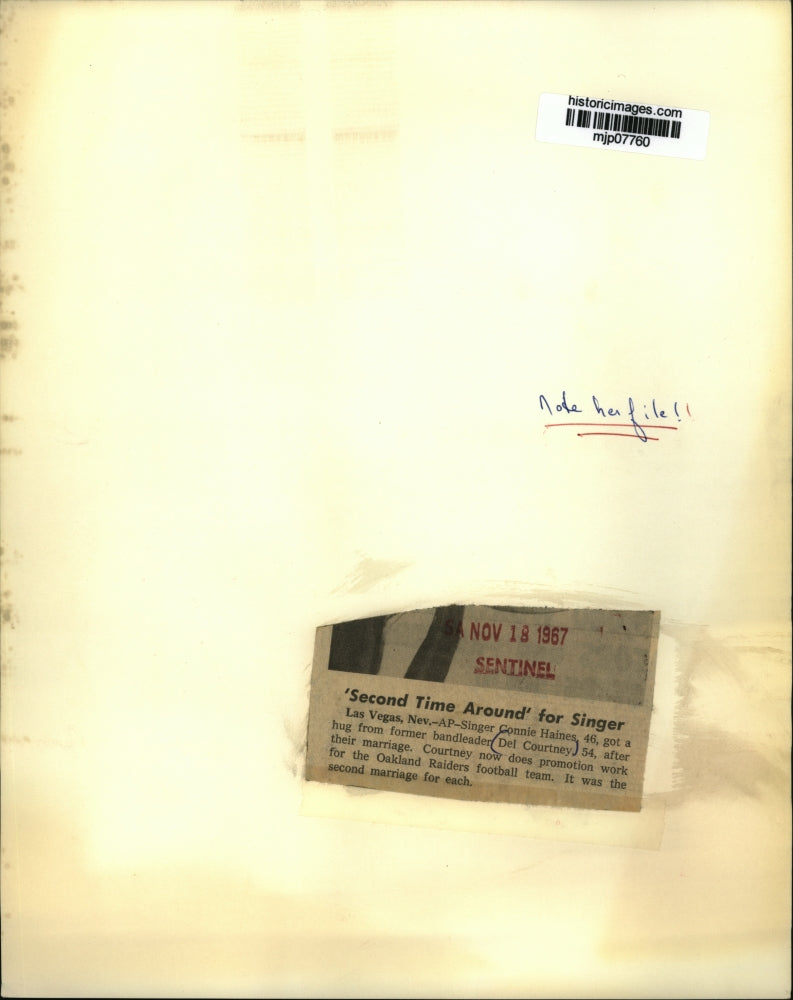 historicimages.com
mjp07760
Note her file!!
SA NOV 18 1967
SENTINEL
'Second Time Around' for Singer
Las Vegas, Nev.–AP–Singer Connie Haines, 46, got a
hug from former bandleader Del Courtney, 54, after
their marriage. Courtney now does promotion work
for the Oakland Raiders football team. It was the
second marriage for each.